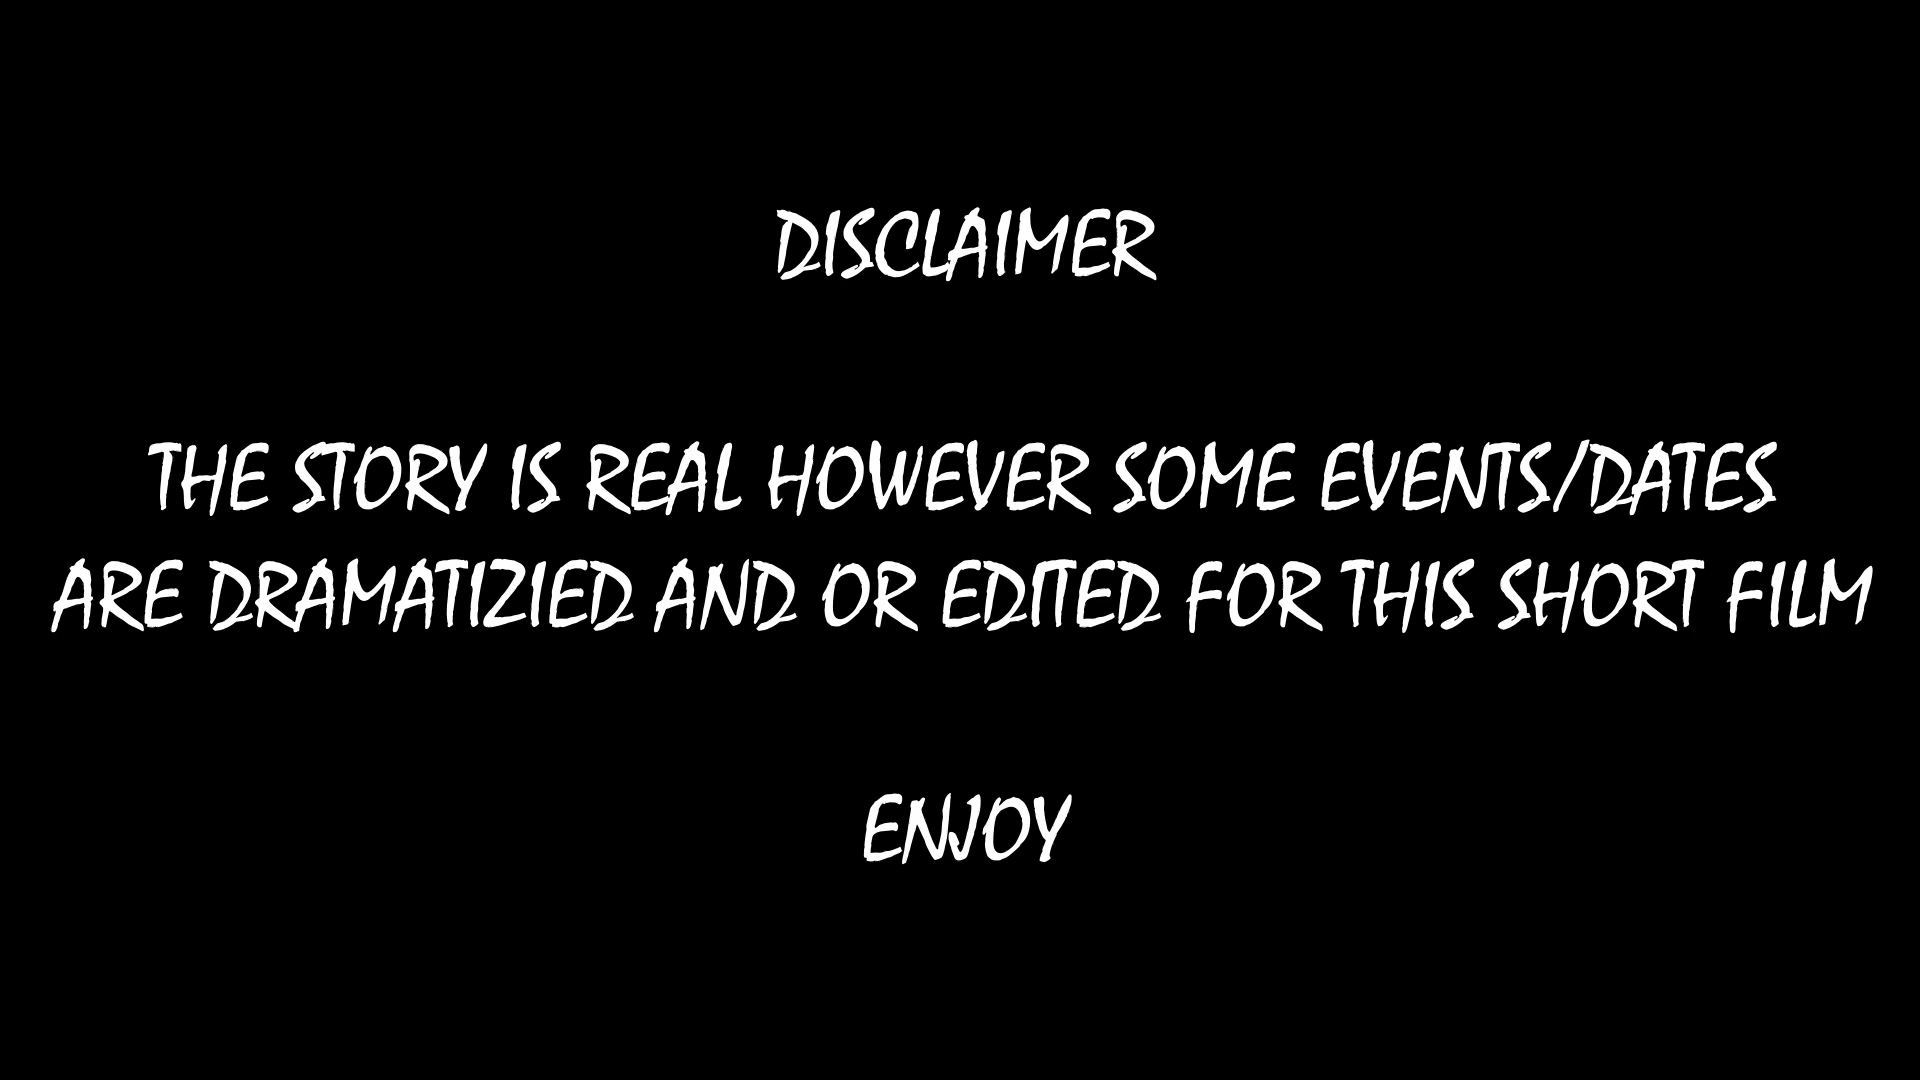 DISCLAIMER
THE STORY IS REAL HOWEVER SOME EVENTS/DATES
ARE DRAMATIZIED AND OR EDITED FOR THIS SHORT FILM
ENJOY